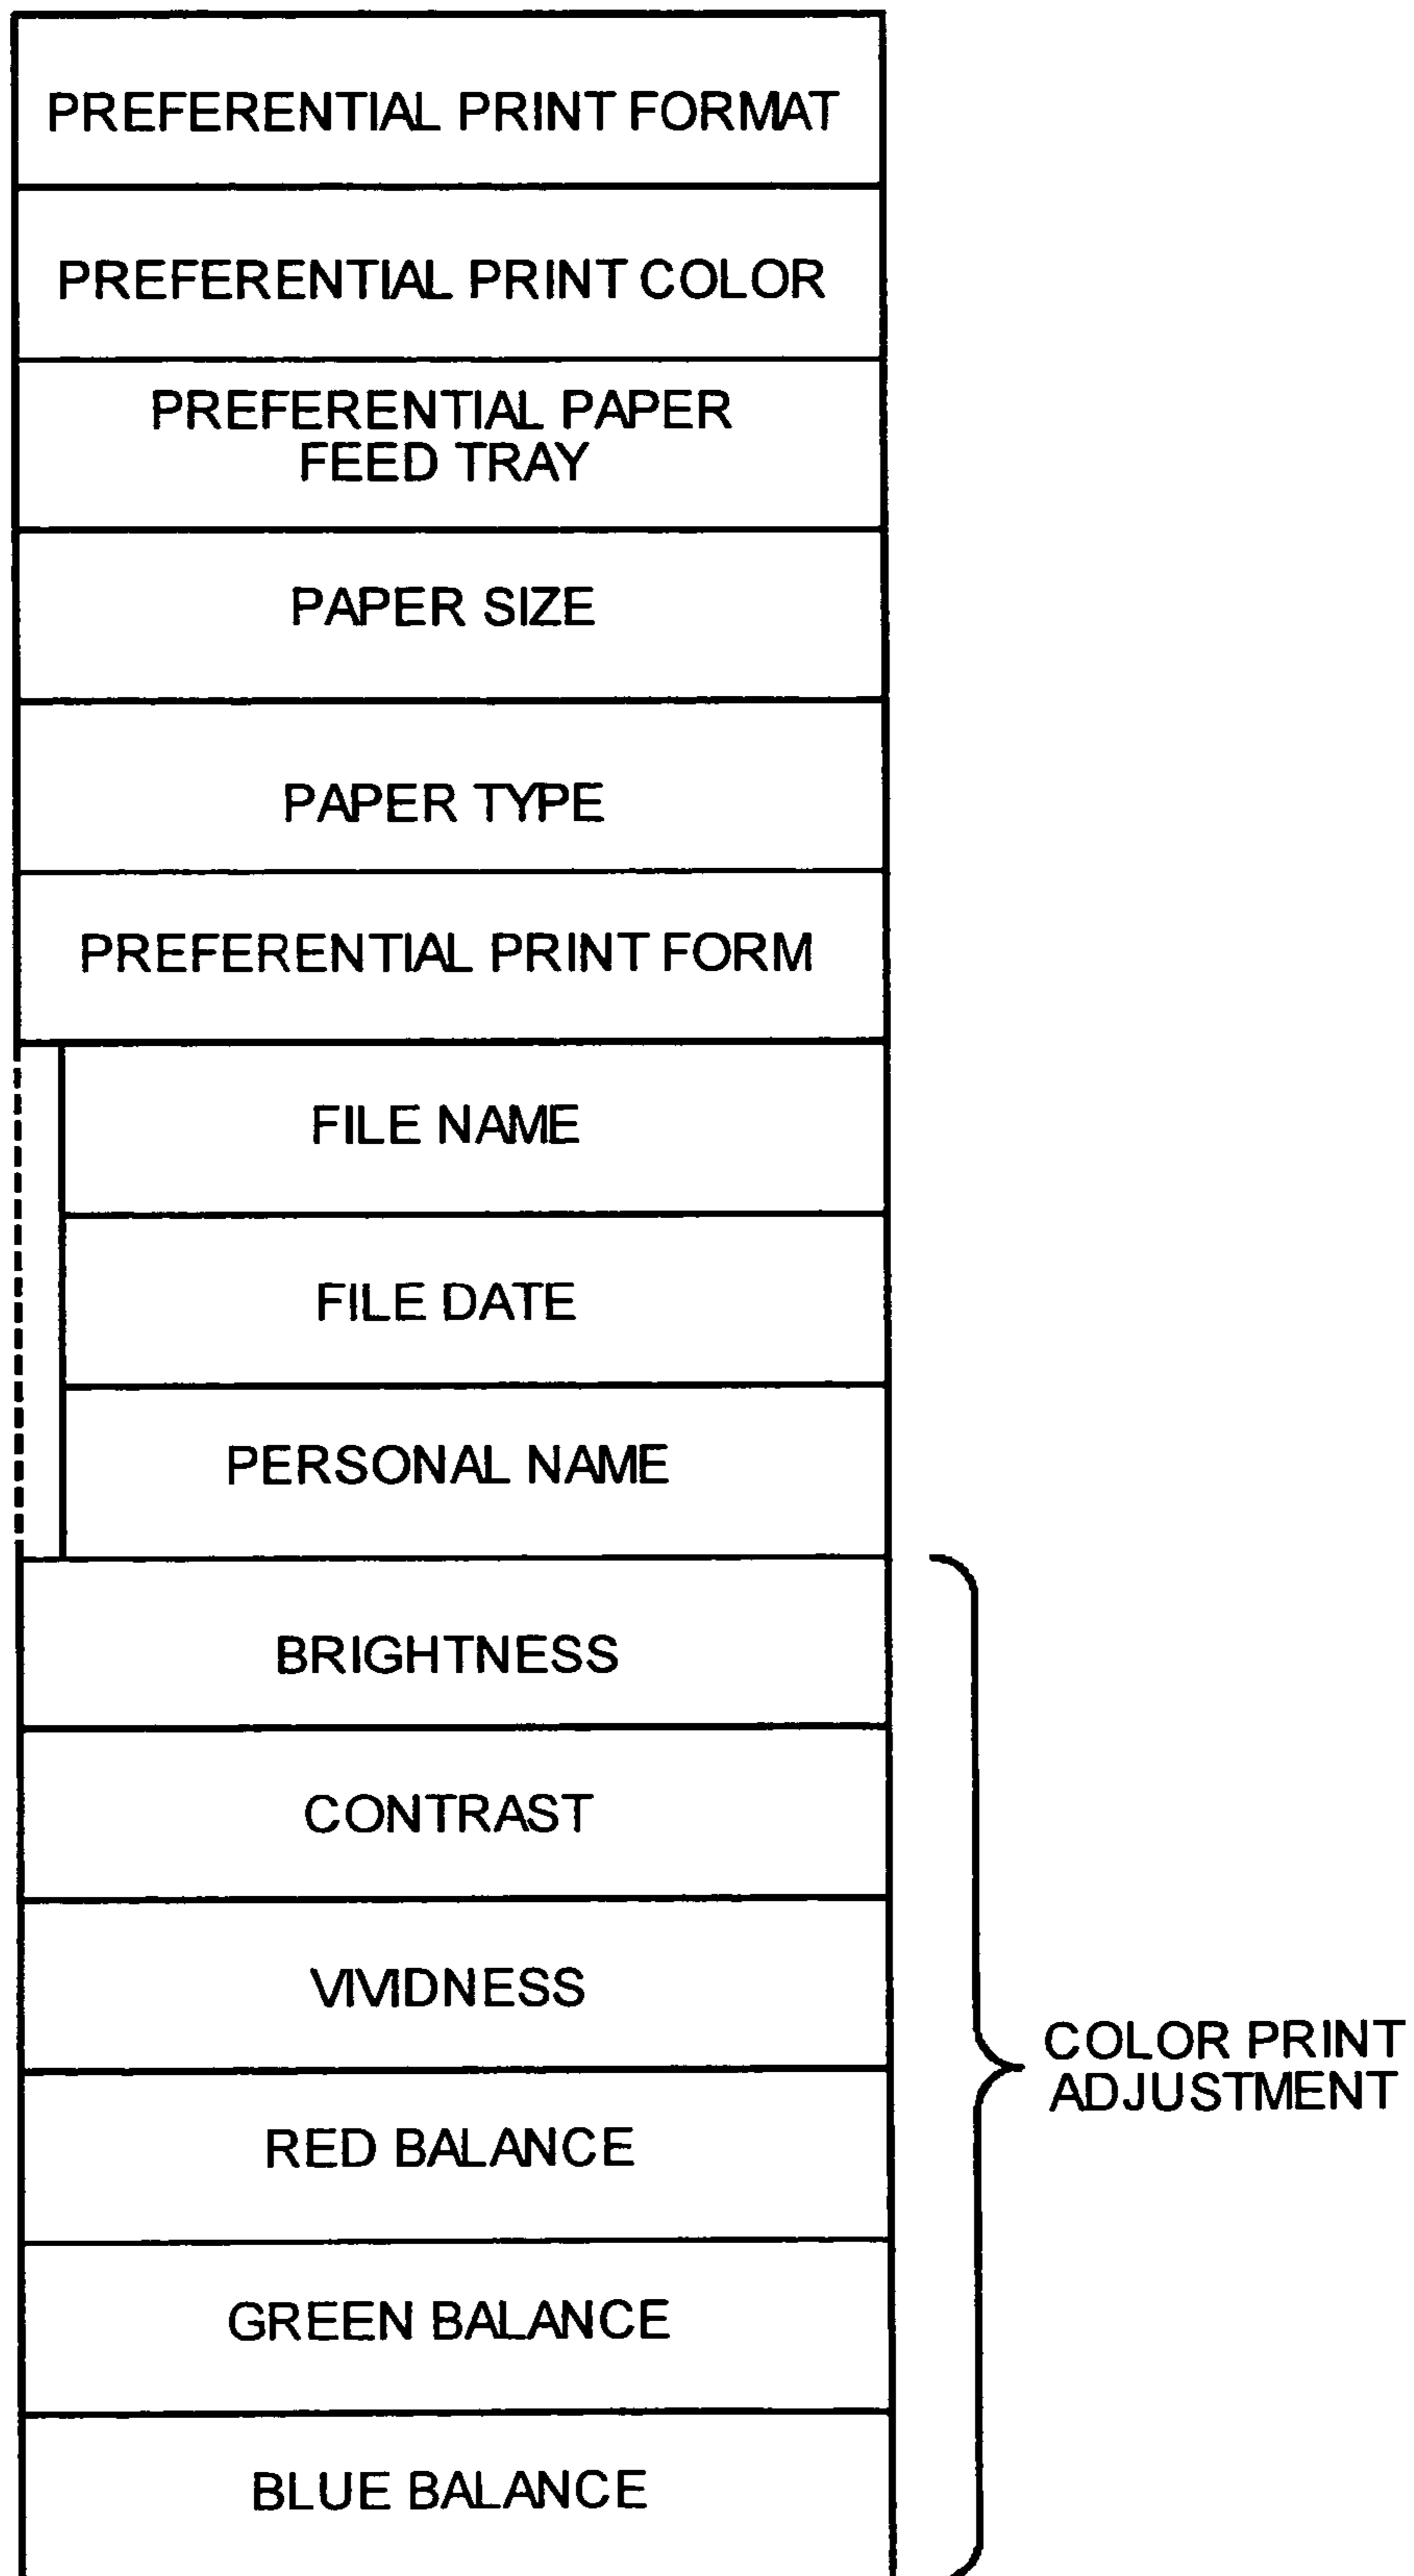 PREFERENTIAL PRINT FORMAT
PREFERENTIAL PRINT COLOR
PREFERENTIAL PAPER
FEED TRAY
PAPER SIZE
PAPER TYPE
PREFERENTIAL PRINT FORM
FILE NAME
FILE DATE
PERSONAL NAME
BRIGHTNESS
CONTRAST
VIVIDNESS
RED BALANCE
GREEN BALANCE
BLUE BALANCE
COLOR PRINT
ADJUSTMENT